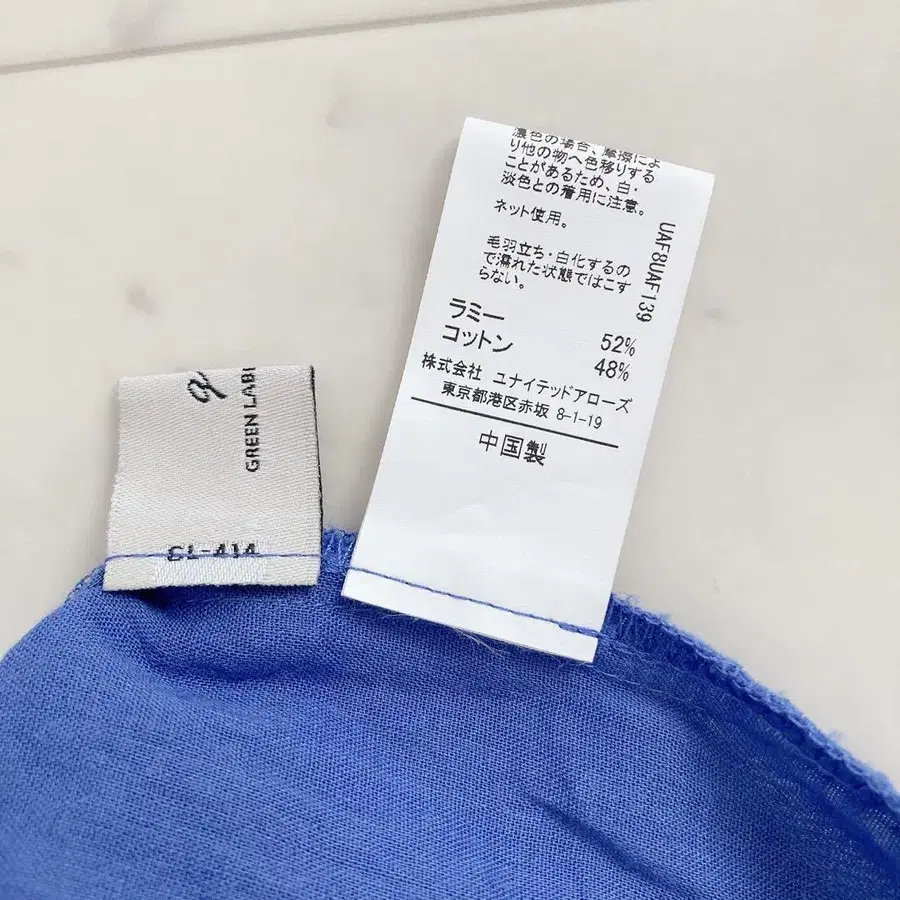 濃色の場合、摩擦によ
り他の物へ色移りする
ことがあるため、白・
淡色との着用に注意。
ネット使用。
毛羽立ち・白化するの
で濡れた状態ではこす
らない。
ラミー 52%
コットン 48%
株式会社 ユナイテッドアローズ
東京都港区赤坂 8-1-19
中国製
UAF8UAF139
GREEN LAB
CL-414